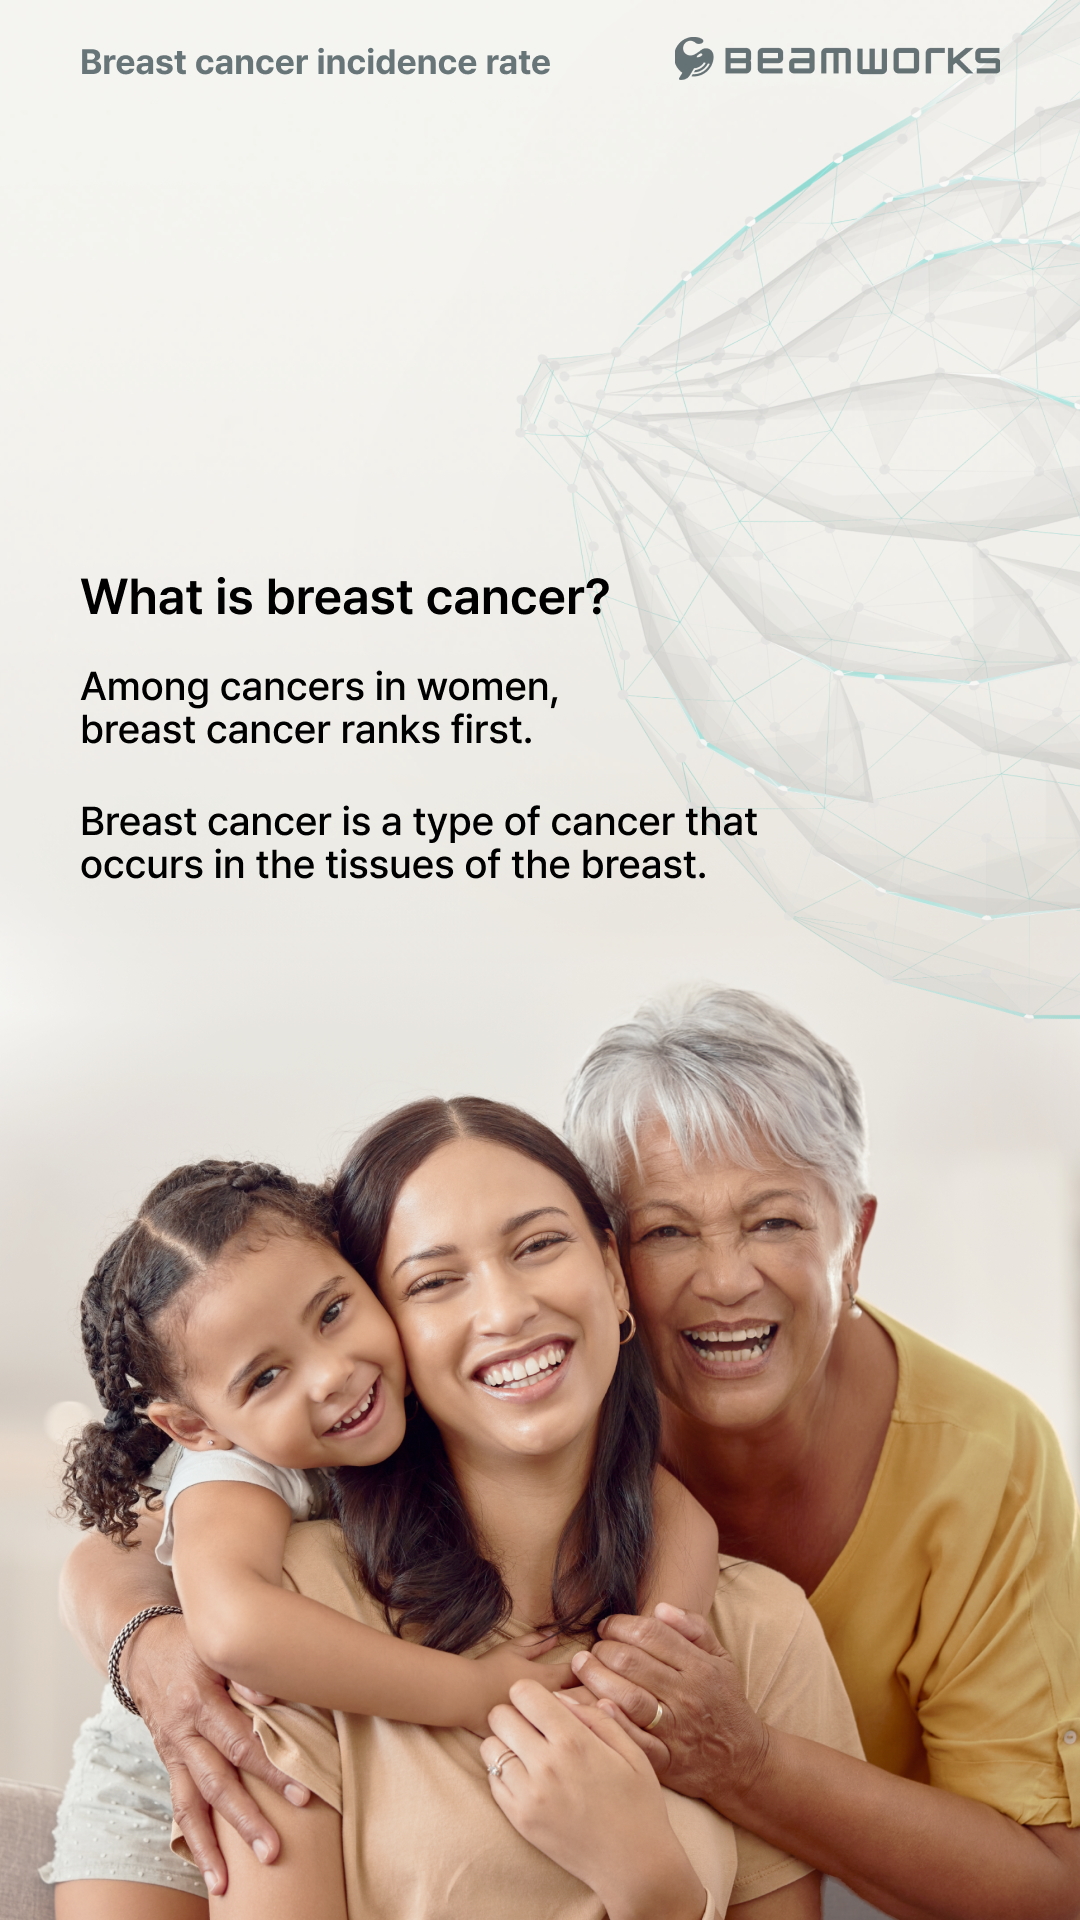 Breast cancer incidence rate
BEAMWORKS
What is breast cancer?
Among cancers in women,
breast cancer ranks first.
Breast cancer is a type of cancer that
occurs in the tissues of the breast.